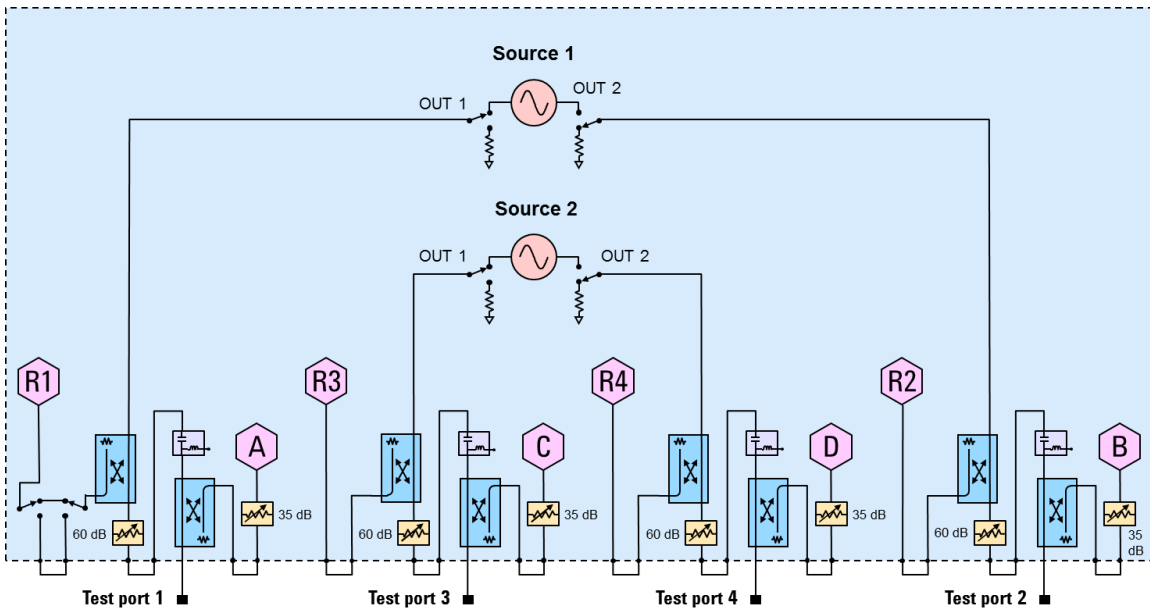 Source 1
OUT 1
OUT 2
Source 2
OUT 1
OUT 2
R1
R3
R4
R2
A
C
D
B
60 dB
35 dB
60 dB
35 dB
60 dB
35 dB
60 dB
35
dB
Test port 1
Test port 3
Test port 4
Test port 2